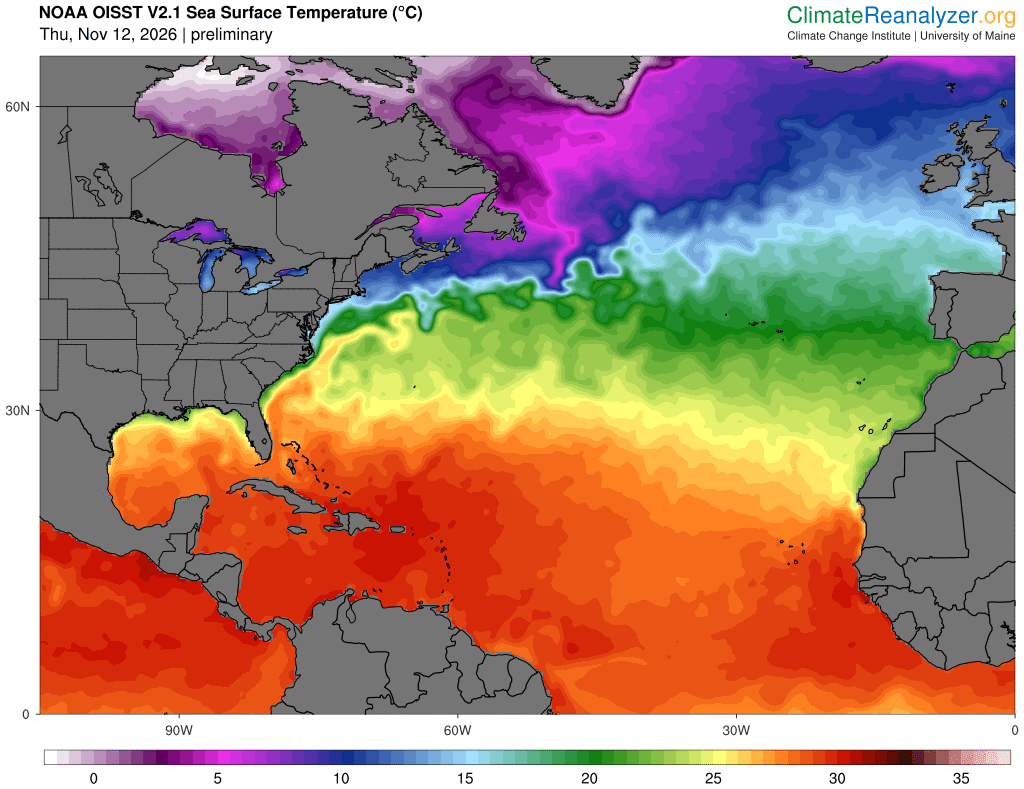 NOAA OISST V2.1 Sea Surface Temperature (°C)
Thu, Nov 12, 2026 | preliminary
ClimateReanalyzer.org
Climate Change Institute | University of Maine
60N
30N
0
90W 60W 30W 0
0 5 10 15 20 25 30 35